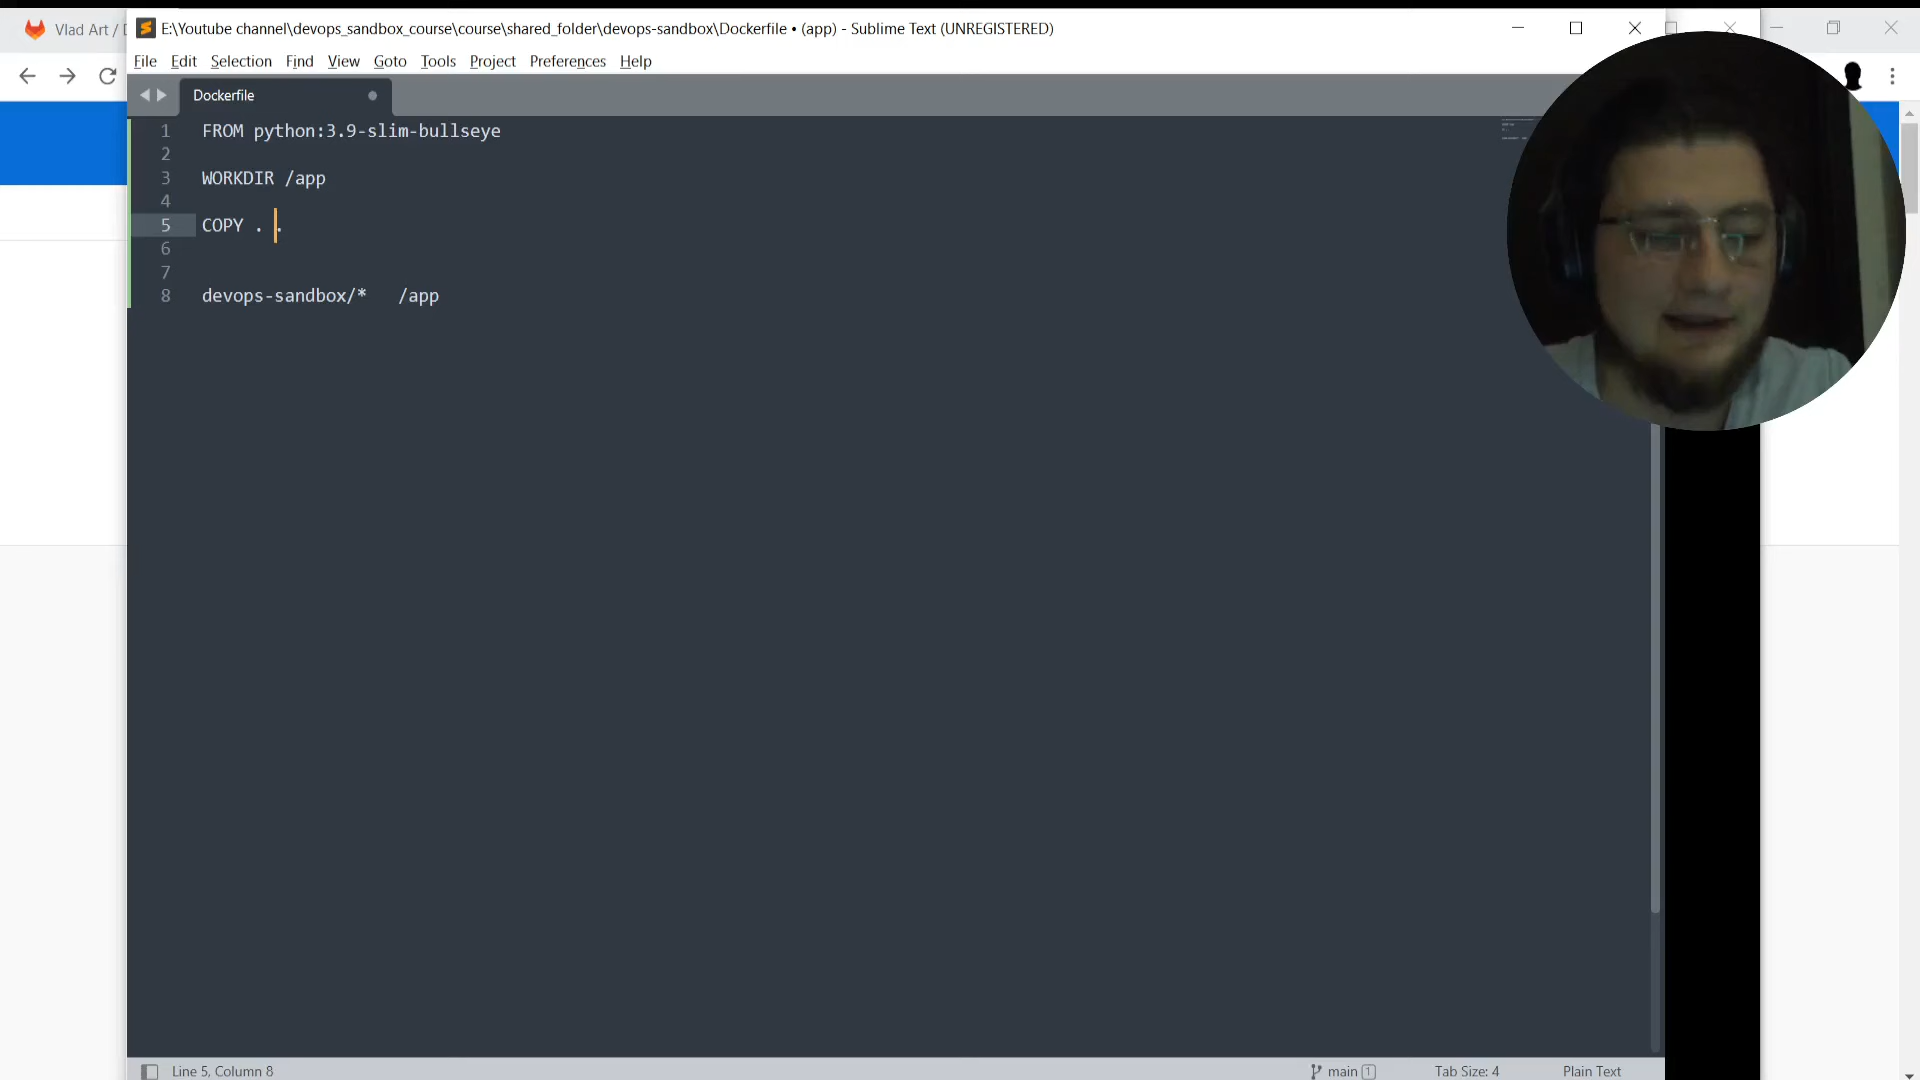 Vlad Art / D
E:\Youtube channel\devops_sandbox_course\course\shared_folder\devops-sandbox\Dockerfile • (app) - Sublime Text (UNREGISTERED)
File Edit Selection Find View Goto Tools Project Preferences Help
Dockerfile
1 FROM python:3.9-slim-bullseye
2
3 WORKDIR /app
4
5 COPY . .
6
7
8 devops-sandbox/* /app
Line 5, Column 8 main 1 Tab Size: 4 Plain Text